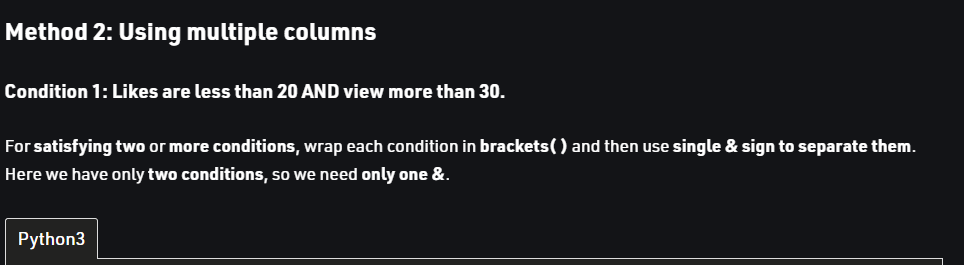 Method 2: Using multiple columns
Condition 1: Likes are less than 20 AND view more than 30.
For satisfying two or more conditions, wrap each condition in brackets( ) and then use single & sign to separate them.
Here we have only two conditions, so we need only one &.
Python3